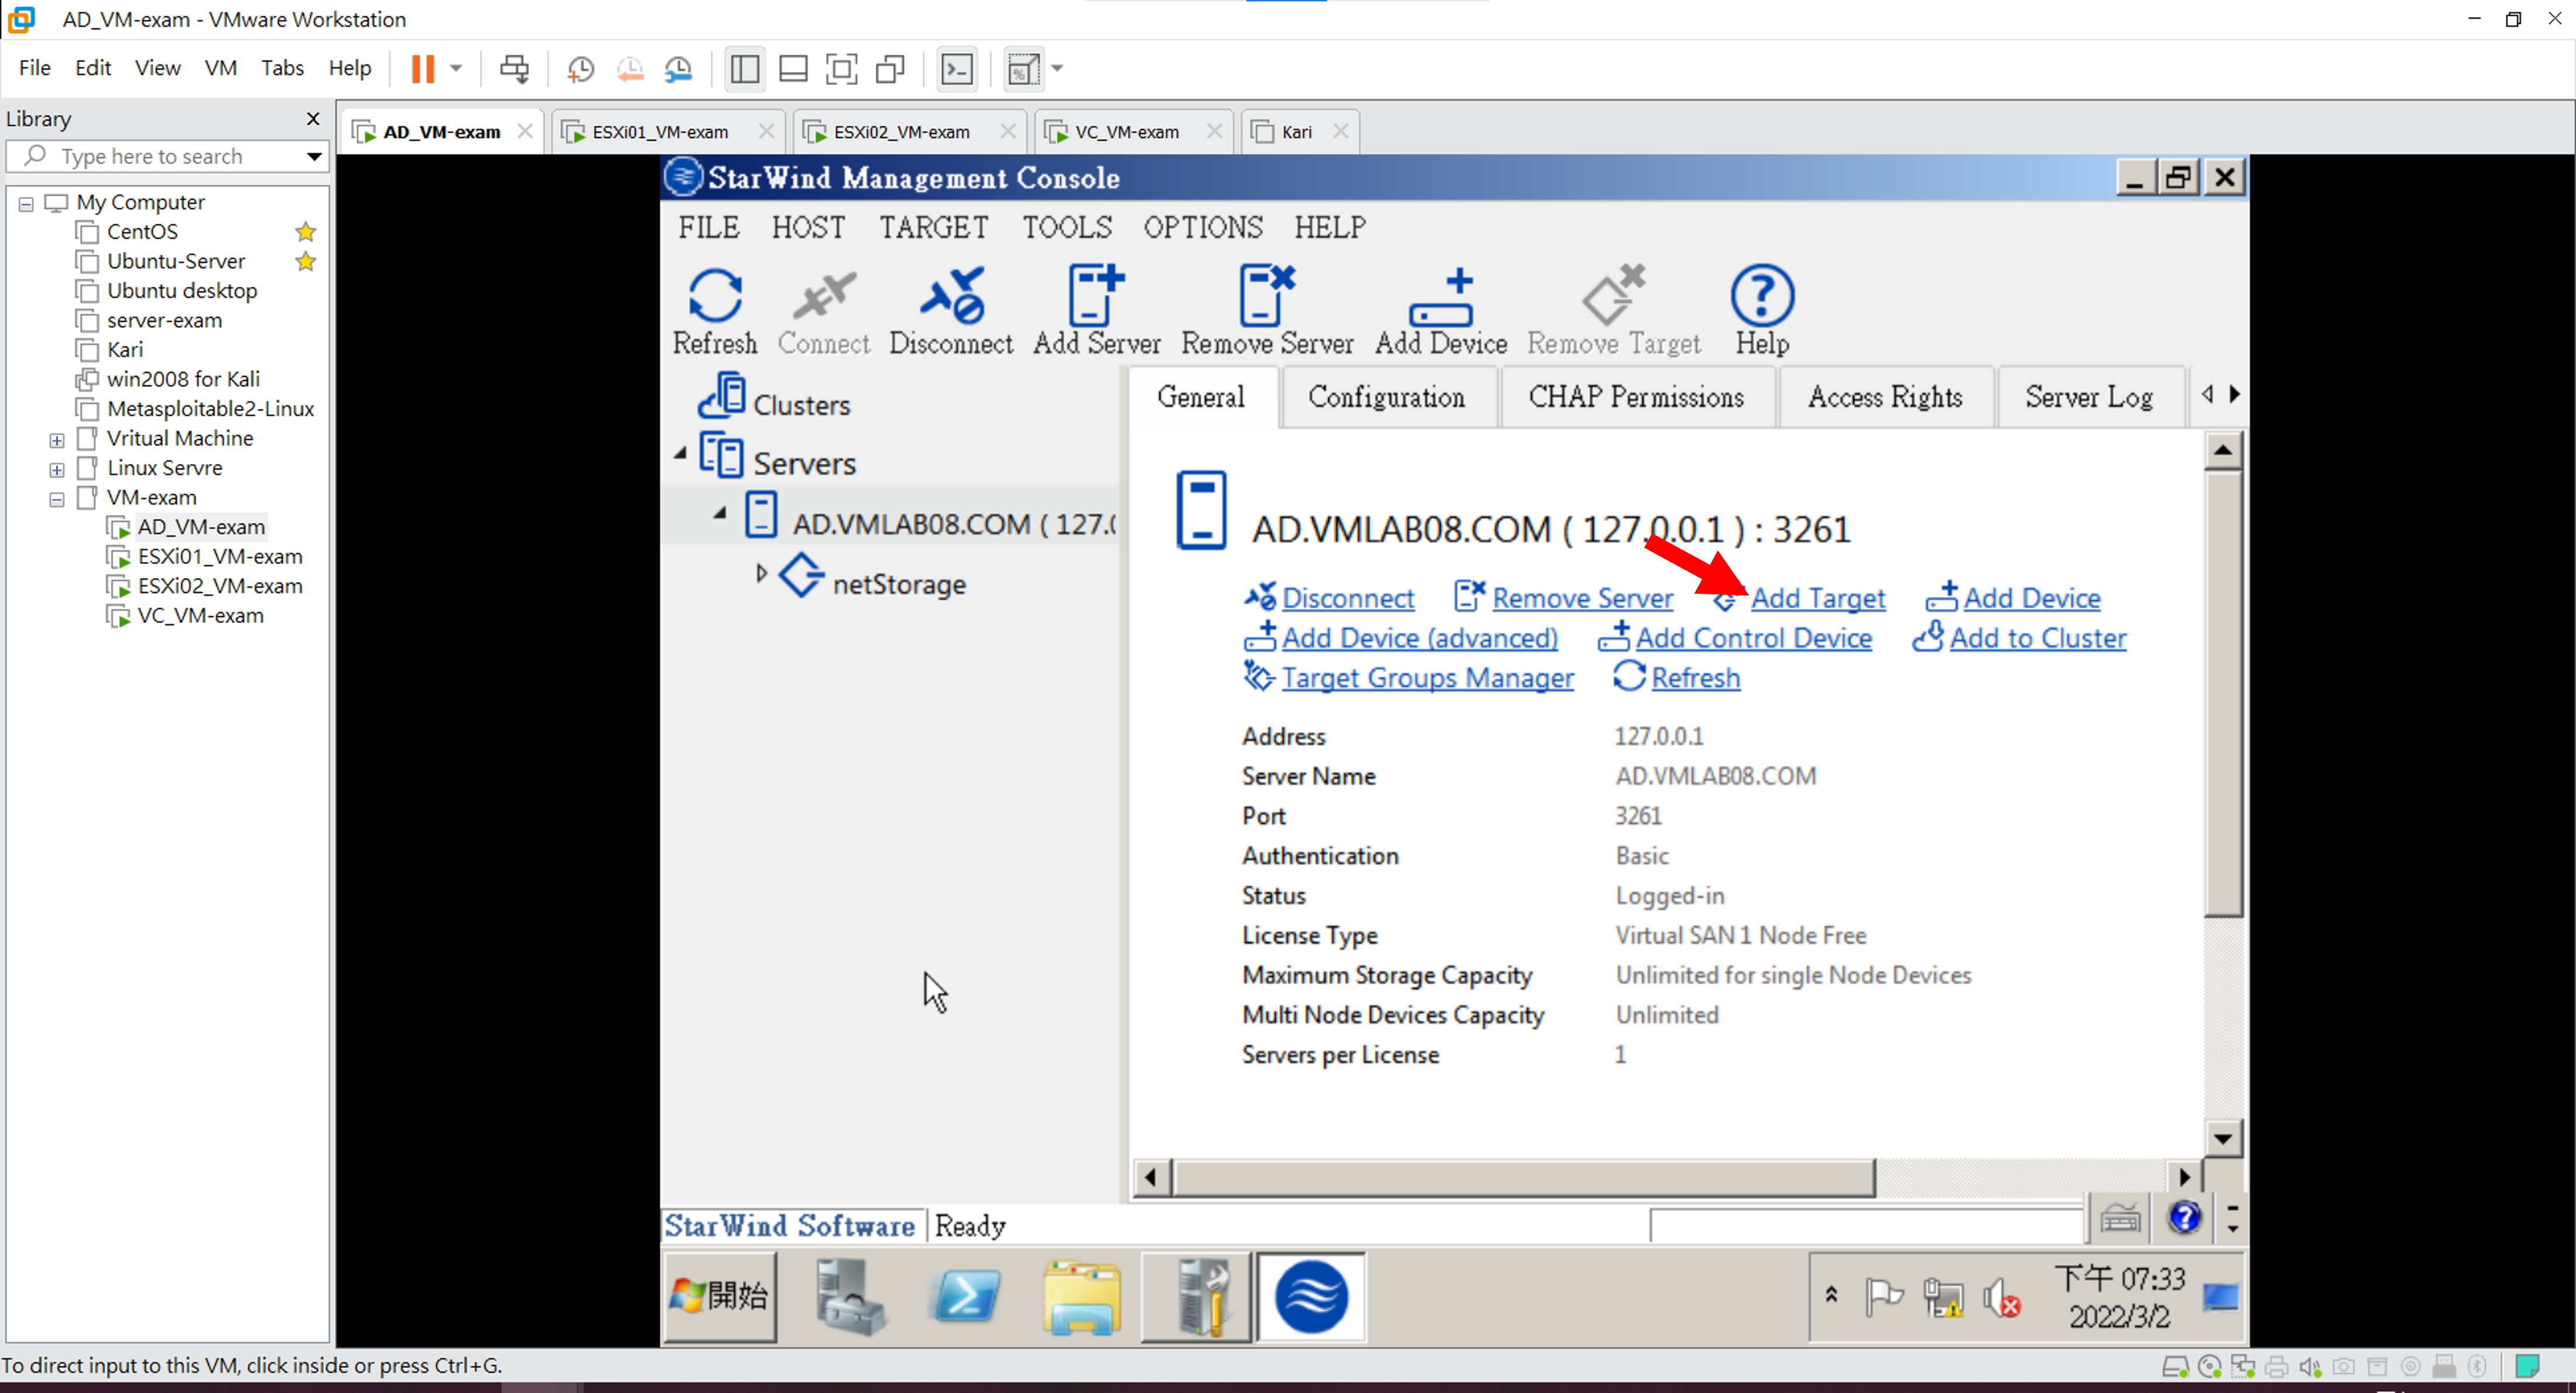 AD_VM-exam - VMware Workstation
File Edit View VM Tabs Help
Library
Type here to search
My Computer
CentOS
Ubuntu-Server
Ubuntu desktop
server-exam
Kari
win2008 for Kali
Metasploitable2-Linux
Vritual Machine
Linux Servre
VM-exam
AD_VM-exam
ESXi01_VM-exam
ESXi02_VM-exam
VC_VM-exam
AD_VM-exam ESXi01_VM-exam ESXi02_VM-exam VC_VM-exam Kari
StarWind Management Console
FILE HOST TARGET TOOLS OPTIONS HELP
Refresh Connect Disconnect Add Server Remove Server Add Device Remove Target Help
Clusters
Servers
AD.VMLAB08.COM ( 127.(
netStorage
General Configuration CHAP Permissions Access Rights Server Log
AD.VMLAB08.COM ( 127.0.0.1 ) : 3261
Disconnect Remove Server Add Target Add Device
Add Device (advanced) Add Control Device Add to Cluster
Target Groups Manager Refresh
Address 127.0.0.1
Server Name AD.VMLAB08.COM
Port 3261
Authentication Basic
Status Logged-in
License Type Virtual SAN 1 Node Free
Maximum Storage Capacity Unlimited for single Node Devices
Multi Node Devices Capacity Unlimited
Servers per License 1
StarWind Software Ready
開始
下午 07:33
2022/3/2
To direct input to this VM, click inside or press Ctrl+G.